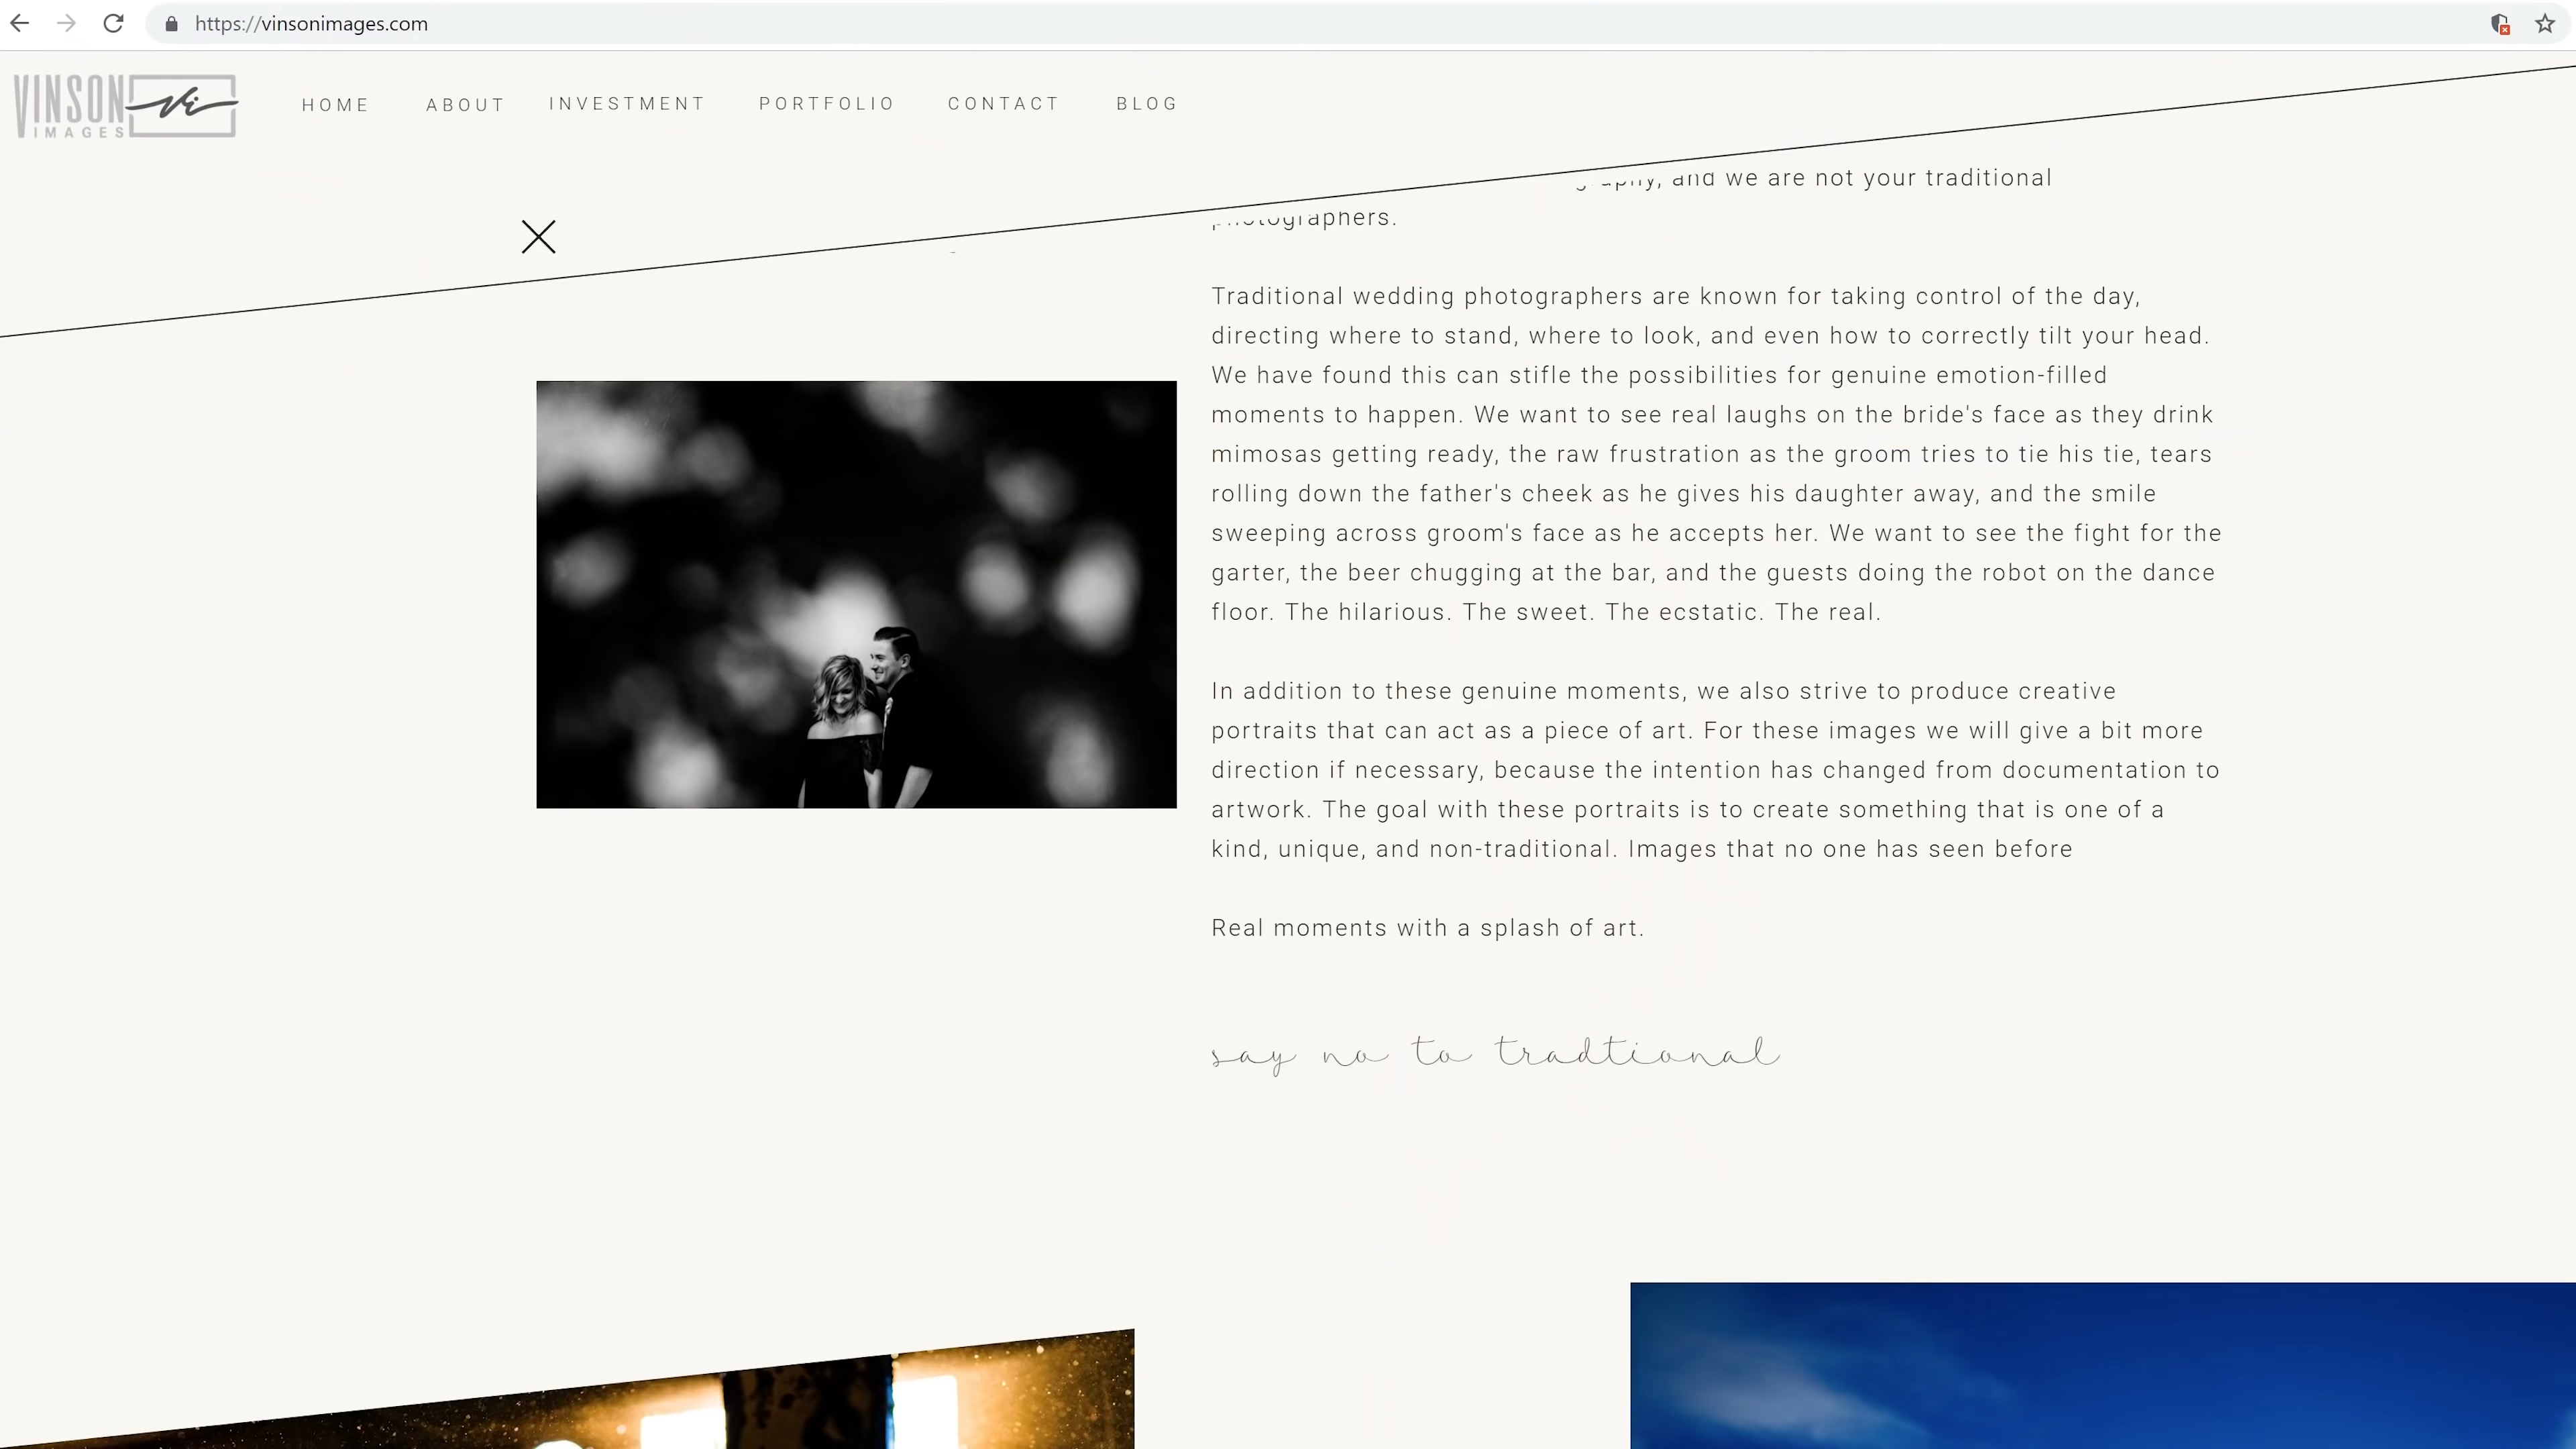 https://vinsonimages.com
VINSON
IMAGES
HOME ABOUT INVESTMENT PORTFOLIO CONTACT BLOG
and we are not your traditional
photographers.
Traditional wedding photographers are known for taking control of the day,
directing where to stand, where to look, and even how to correctly tilt your head.
We have found this can stifle the possibilities for genuine emotion-filled
moments to happen. We want to see real laughs on the bride's face as they drink
mimosas getting ready, the raw frustration as the groom tries to tie his tie, tears
rolling down the father's cheek as he gives his daughter away, and the smile
sweeping across groom's face as he accepts her. We want to see the fight for the
garter, the beer chugging at the bar, and the guests doing the robot on the dance
floor. The hilarious. The sweet. The ecstatic. The real.
In addition to these genuine moments, we also strive to produce creative
portraits that can act as a piece of art. For these images we will give a bit more
direction if necessary, because the intention has changed from documentation to
artwork. The goal with these portraits is to create something that is one of a
kind, unique, and non-traditional. Images that no one has seen before
Real moments with a splash of art.
say no to tradtional